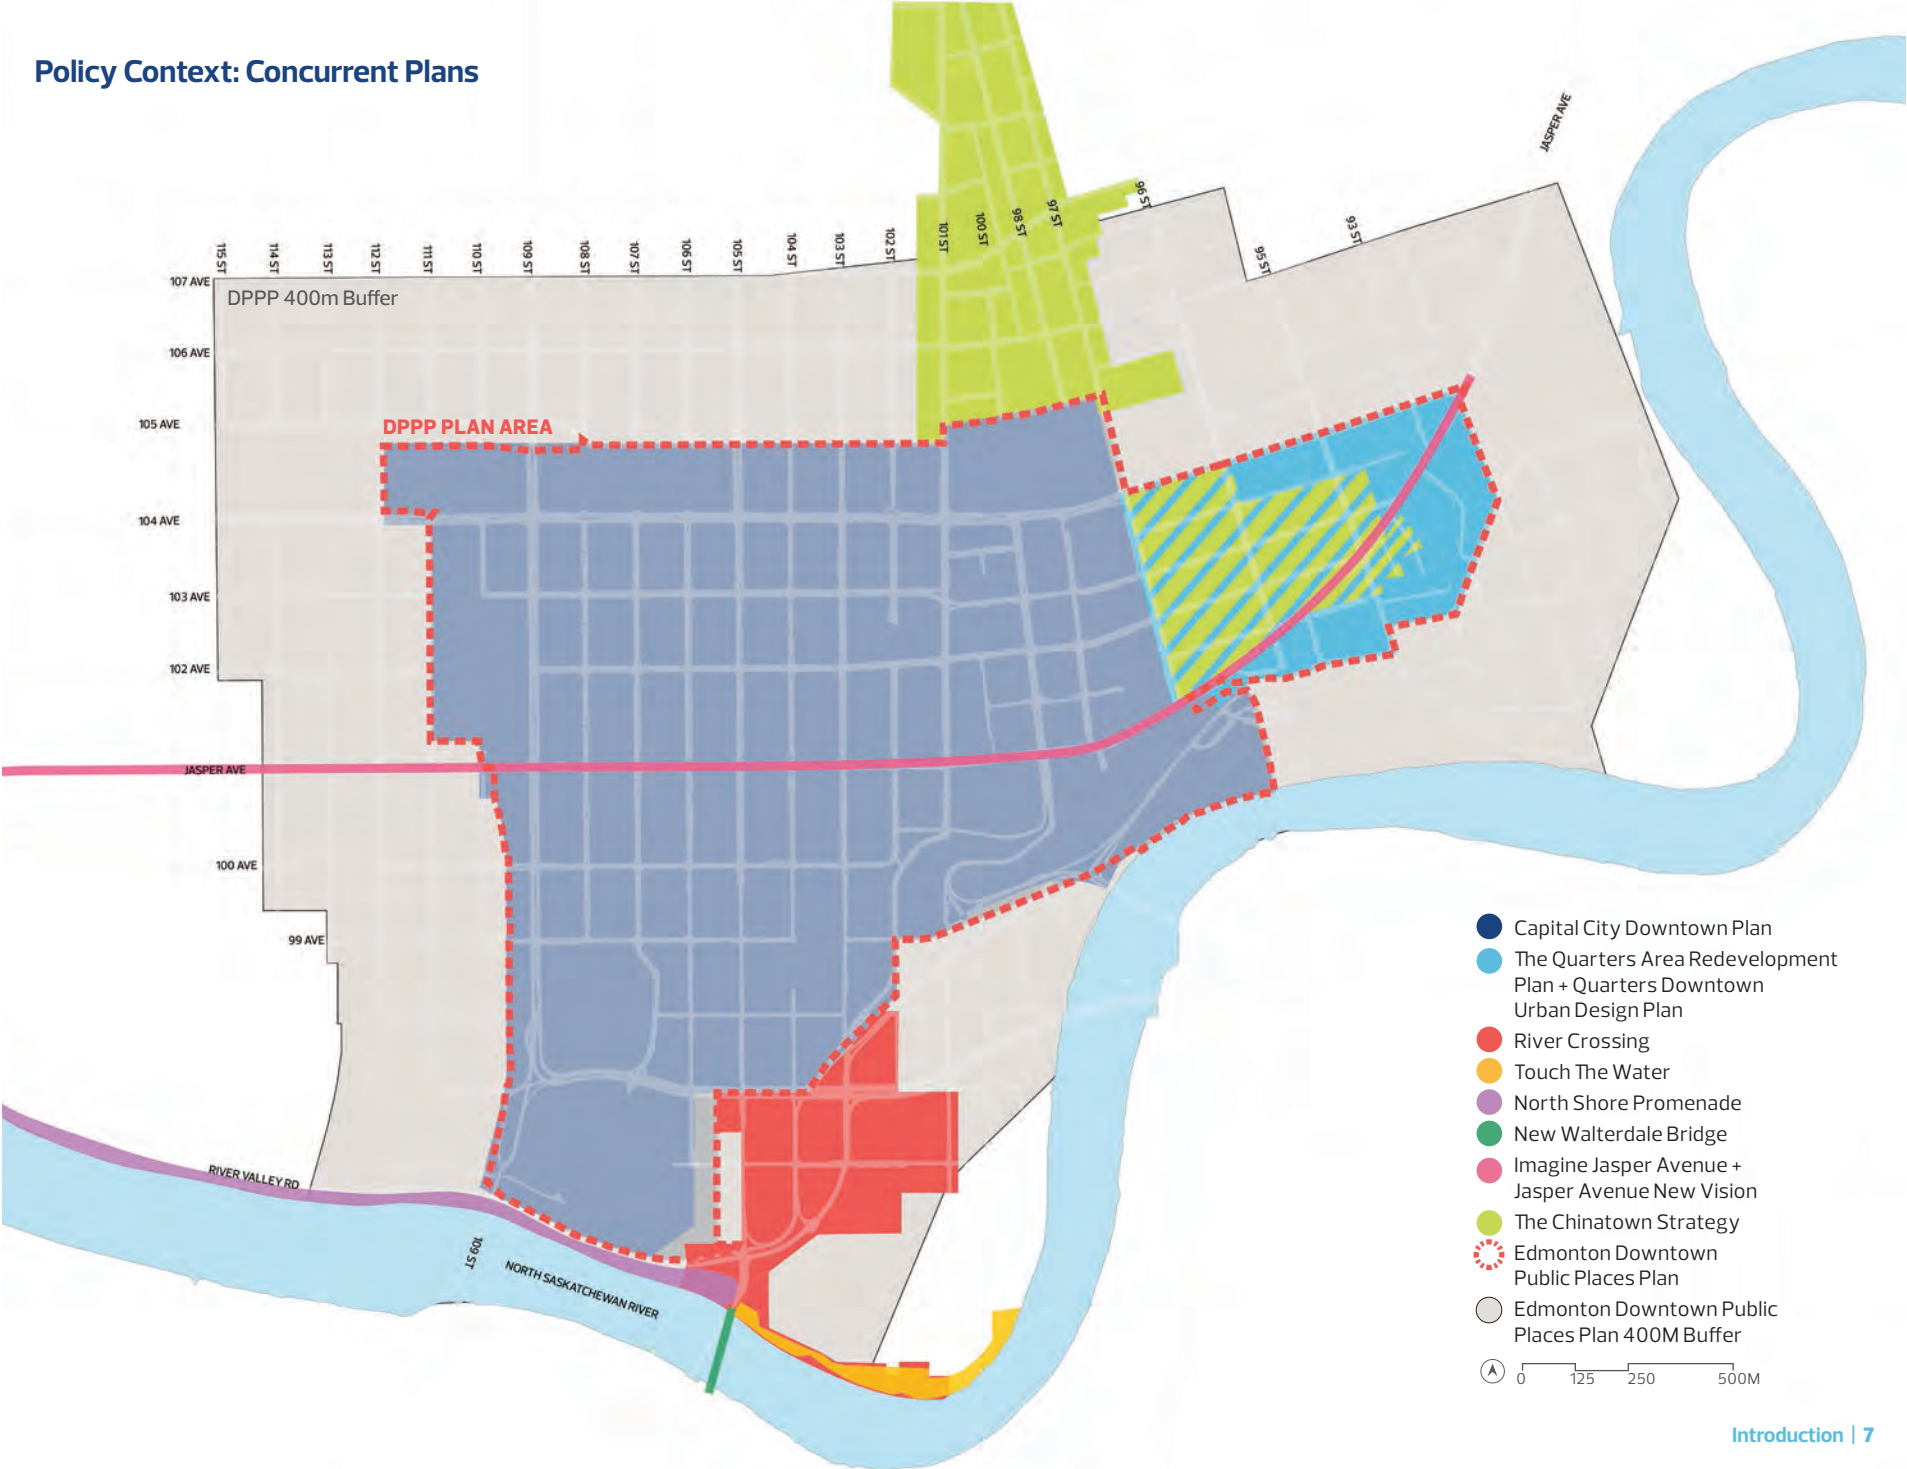 Policy Context: Concurrent Plans
JASPER AVE
96 ST
93 ST
95 ST
97 ST
98 ST
100 ST
101 ST
102 ST
103 ST
104 ST
105 ST
106 ST
107 ST
108 ST
109 ST
110 ST
111 ST
112 ST
113 ST
114 ST
115 ST
107 AVE
DPPP 400m Buffer
106 AVE
105 AVE
DPPP PLAN AREA
104 AVE
103 AVE
102 AVE
JASPER AVE
100 AVE
99 AVE
RIVER VALLEY RD
109 ST
NORTH SASKATCHEWAN RIVER
Capital City Downtown Plan
The Quarters Area Redevelopment
Plan + Quarters Downtown
Urban Design Plan
River Crossing
Touch The Water
North Shore Promenade
New Walterdale Bridge
Imagine Jasper Avenue +
Jasper Avenue New Vision
The Chinatown Strategy
Edmonton Downtown
Public Places Plan
Edmonton Downtown Public
Places Plan 400M Buffer
0 125 250 500M
Introduction | 7